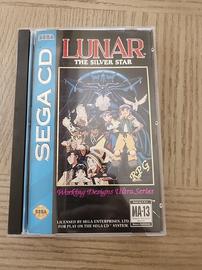 SEGA CD
LUNAR
THE SILVER STAR
RPG
Working Designs Ultra Series
LICENSED BY SEGA ENTERPRISES, LTD.
FOR PLAY ON THE SEGA CD™ SYSTEM.
MA-13
SEGA